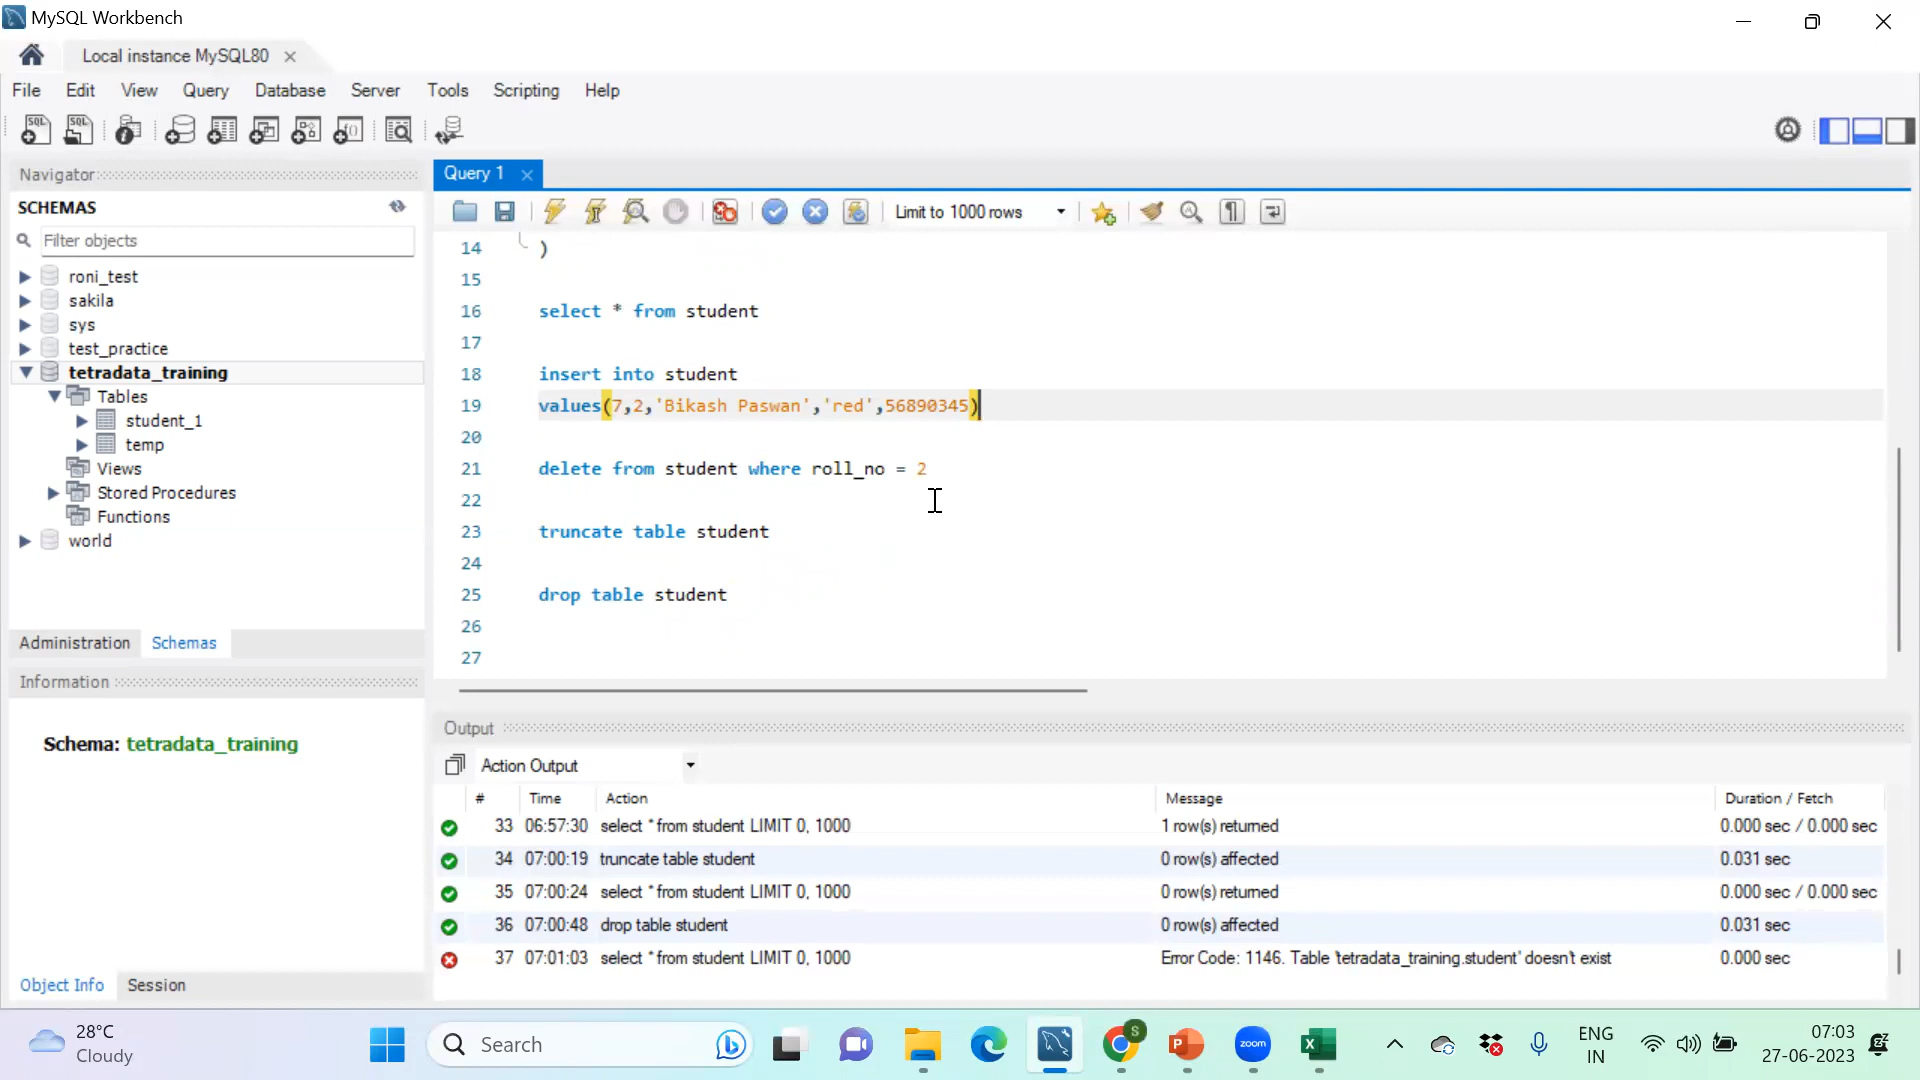 MySQL Workbench
Local instance MySQL80
File Edit View Query Database Server Tools Scripting Help
Navigator
SCHEMAS
Filter objects
roni_test
sakila
sys
test_practice
tetradata_training
Tables
student_1
temp
Views
Stored Procedures
Functions
world
Administration Schemas
Information
Schema: tetradata_training
Object Info Session
Query 1
Limit to 1000 rows
14 )
15
16 select * from student
17
18 insert into student
19 values(7,2,'Bikash Paswan','red',56890345)
20
21 delete from student where roll_no = 2
22
23 truncate table student
24
25 drop table student
26
27
Output
Action Output
# Time Action Message Duration / Fetch
33 06:57:30 select * from student LIMIT 0, 1000 1 row(s) returned 0.000 sec / 0.000 sec
34 07:00:19 truncate table student 0 row(s) affected 0.031 sec
35 07:00:24 select * from student LIMIT 0, 1000 0 row(s) returned 0.000 sec / 0.000 sec
36 07:00:48 drop table student 0 row(s) affected 0.031 sec
37 07:01:03 select * from student LIMIT 0, 1000 Error Code: 1146. Table 'tetradata_training.student' doesn't exist 0.000 sec
28°C
Cloudy
Search
S
zoom
ENG
IN
07:03
27-06-2023